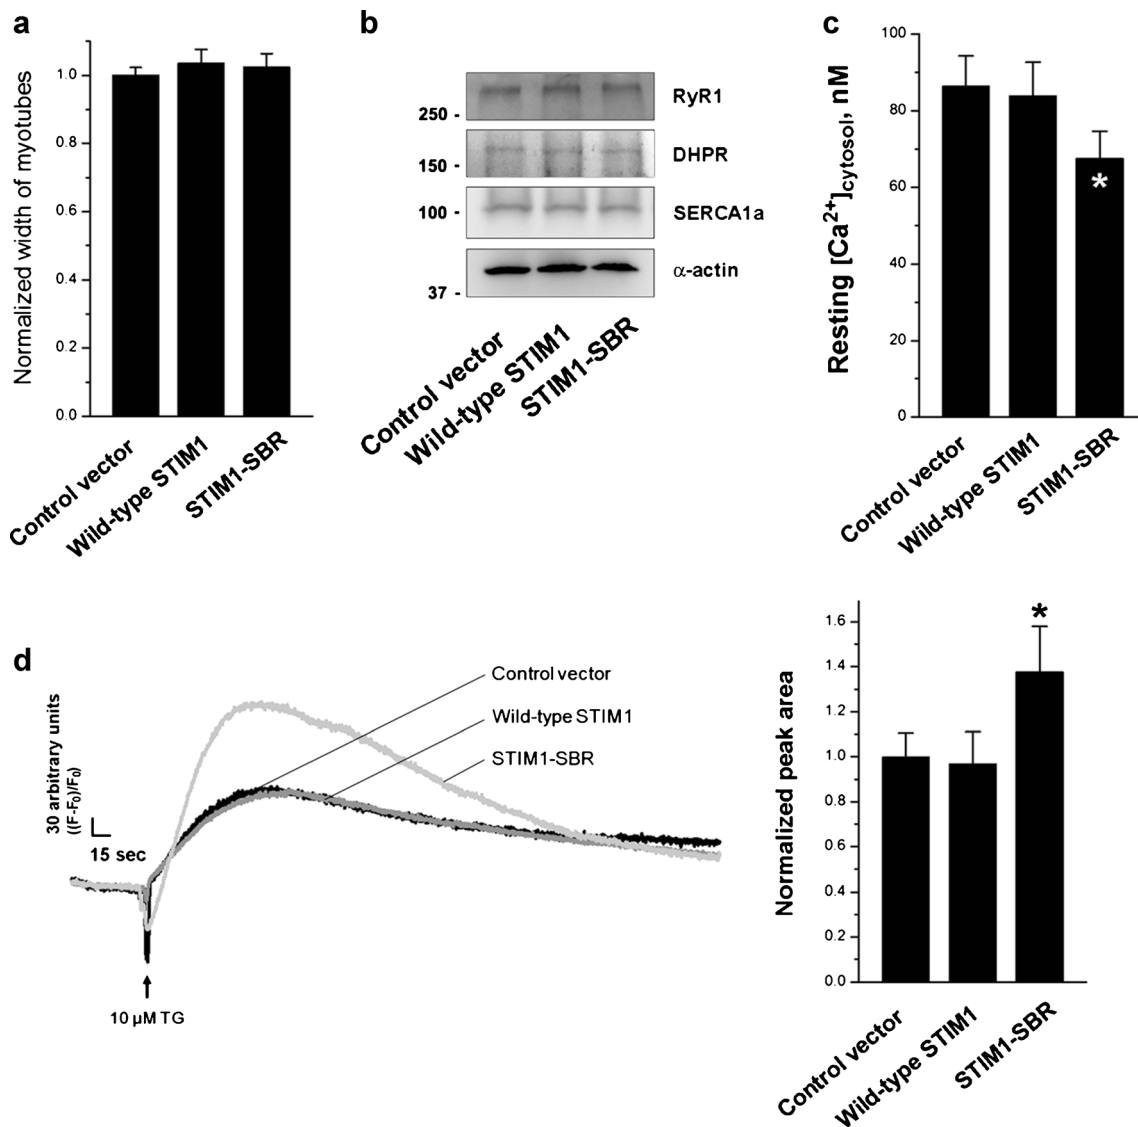 a
Normalized width of myotubes
1.0
0.8
0.6
0.4
0.2
0.0
Control vector
Wild-type STIM1
STIM1-SBR
b
250 -
150 -
100 -
37 -
RyR1
DHPR
SERCA1a
α-actin
Control vector
Wild-type STIM1
STIM1-SBR
c
Resting [Ca2+]cytosol, nM
100
80
60
40
20
0
*
Control vector
Wild-type STIM1
STIM1-SBR
d
30 arbitrary units
((F-F0)/F0)
15 sec
Control vector
Wild-type STIM1
STIM1-SBR
10 µM TG
Normalized peak area
1.6
1.4
1.2
1.0
0.8
0.6
0.4
0.2
0.0
*
Control vector
Wild-type STIM1
STIM1-SBR